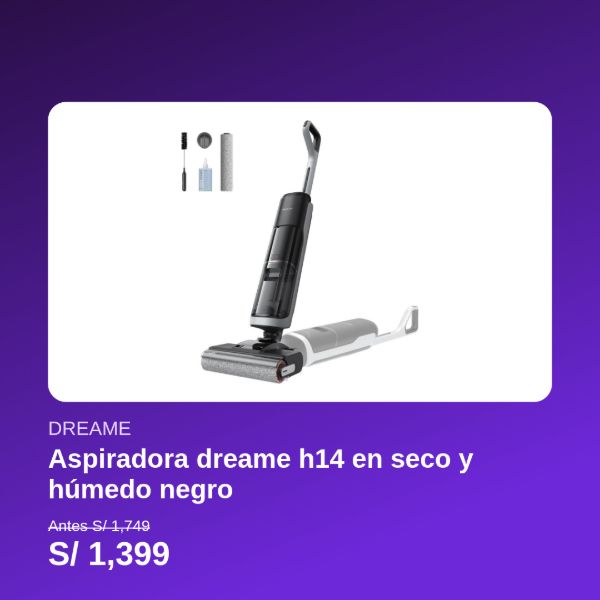 DREAME
Aspiradora dreame h14 en seco y
húmedo negro
Antes S/ 1,749
S/ 1,399